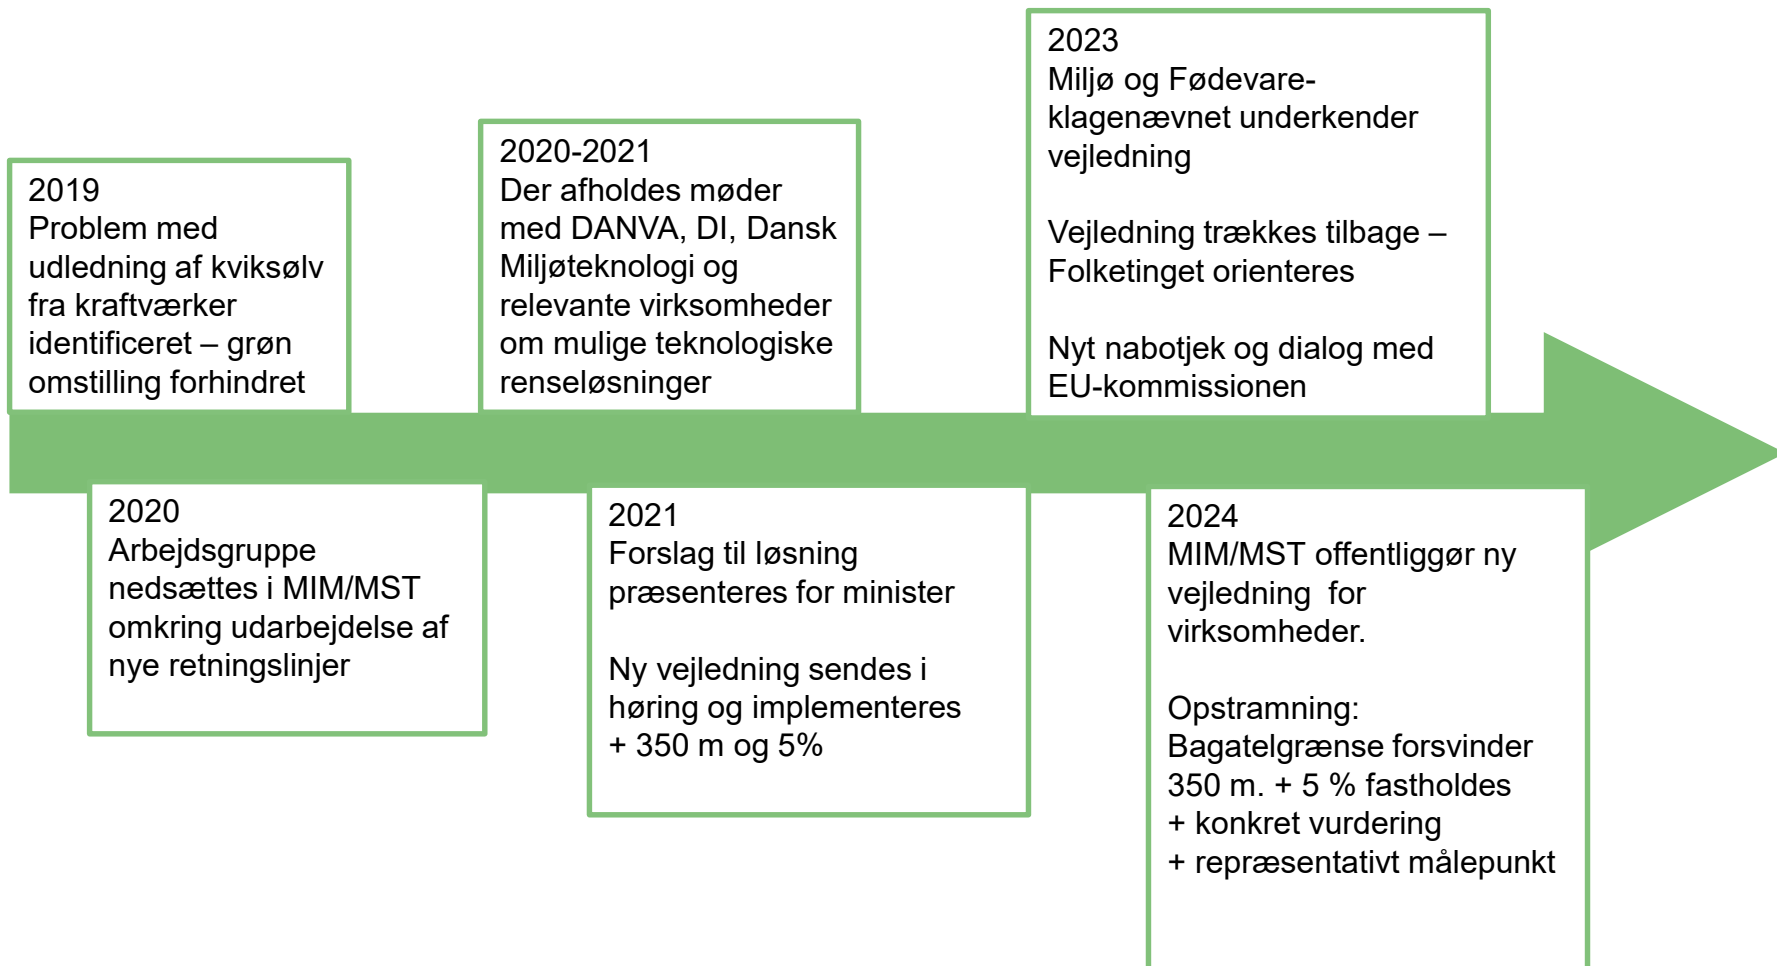 2019
Problem med
udledning af kviksølv
fra kraftværker
identificeret – grøn
omstilling forhindret
2020
Arbejdsgruppe
nedsættes i MIM/MST
omkring udarbejdelse af
nye retningslinjer
2020-2021
Der afholdes møder
med DANVA, DI, Dansk
Miljøteknologi og
relevante virksomheder
om mulige teknologiske
renseløsninger
2021
Forslag til løsning
præsenteres for minister
Ny vejledning sendes i
høring og implementeres
+ 350 m og 5%
2023
Miljø og Fødevare-
klagenævnet underkender
vejledning
Vejledning trækkes tilbage –
Folketinget orienteres
Nyt nabotjek og dialog med
EU-kommissionen
2024
MIM/MST offentliggør ny
vejledning for
virksomheder.
Opstramning:
Bagatelgrænse forsvinder
350 m. + 5 % fastholdes
+ konkret vurdering
+ repræsentativt målepunkt